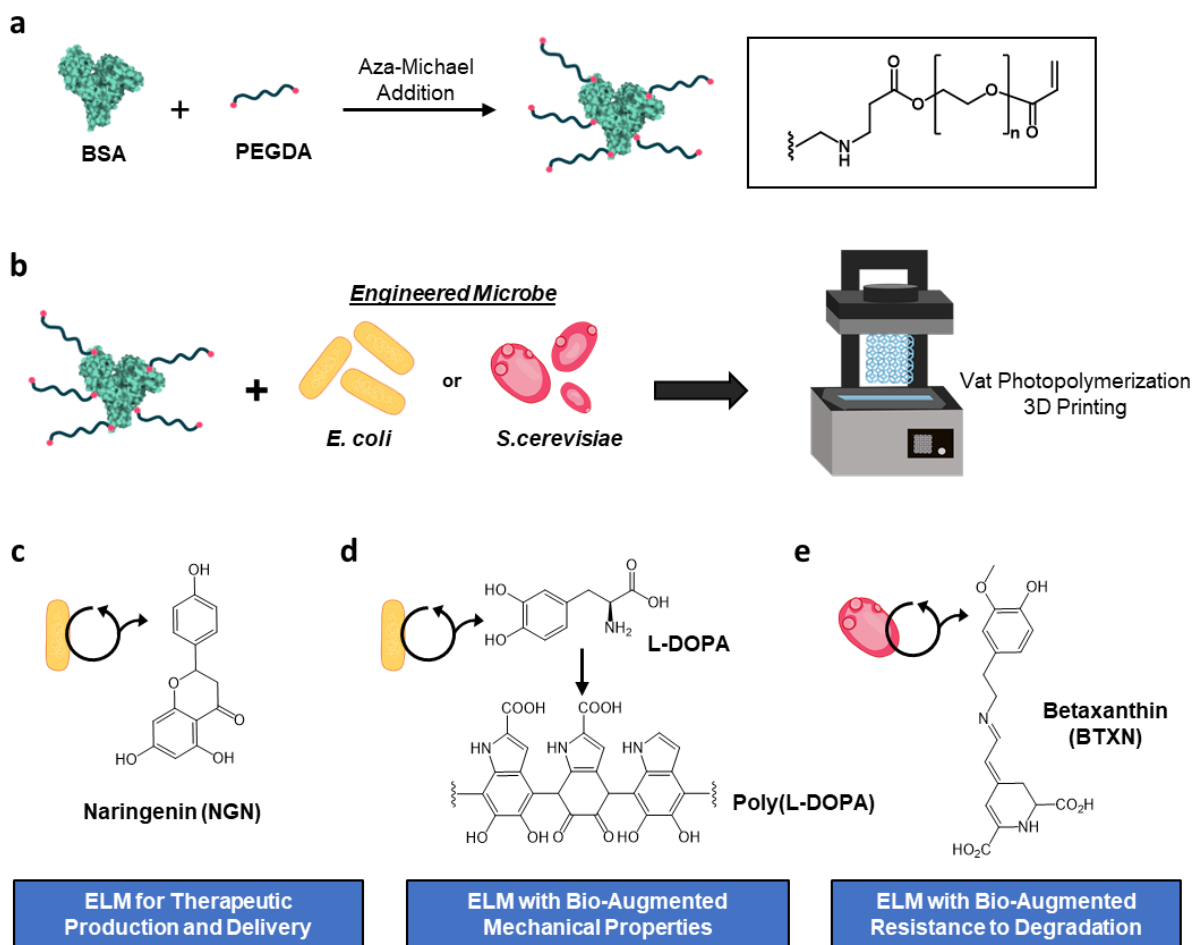 a
BSA
+
PEGDA
Aza-Michael
Addition
O
O
O
n
O
N
H
b
Engineered Microbe
+
E. coli
or
S.cerevisiae
Vat Photopolymerization
3D Printing
c
OH
O
O
HO
OH
Naringenin (NGN)
d
O
HO
OH
HO
NH2
L-DOPA
COOH
COOH
HN
HN
HN
HO
OH
O
O
HO
OH
Poly(L-DOPA)
e
O
OH
N
Betaxanthin
(BTXN)
CO2H
NH
HO2C
ELM for Therapeutic
Production and Delivery
ELM with Bio-Augmented
Mechanical Properties
ELM with Bio-Augmented
Resistance to Degradation